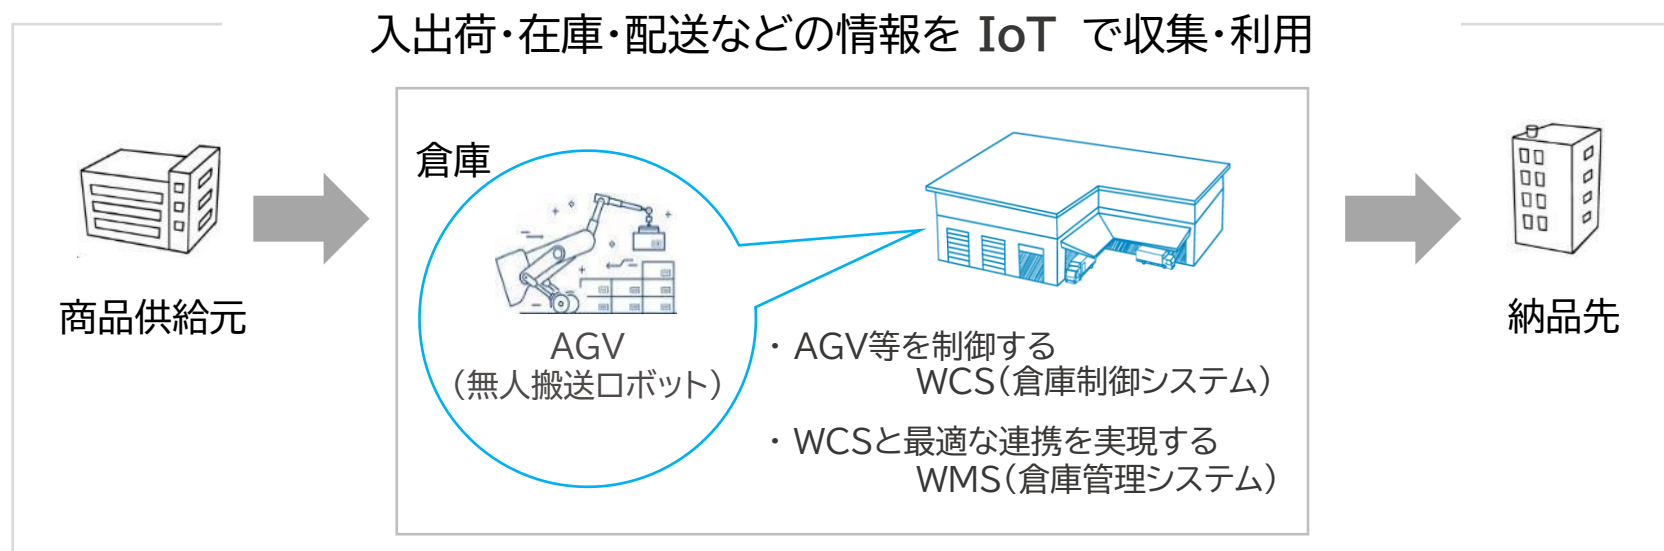 入出荷・在庫・配送などの情報を IoT で収集・利用
倉庫
商品供給元
AGV
（無人搬送ロボット）
・ AGV等を制御する
WCS（倉庫制御システム）
・ WCSと最適な連携を実現する
WMS（倉庫管理システム）
納品先